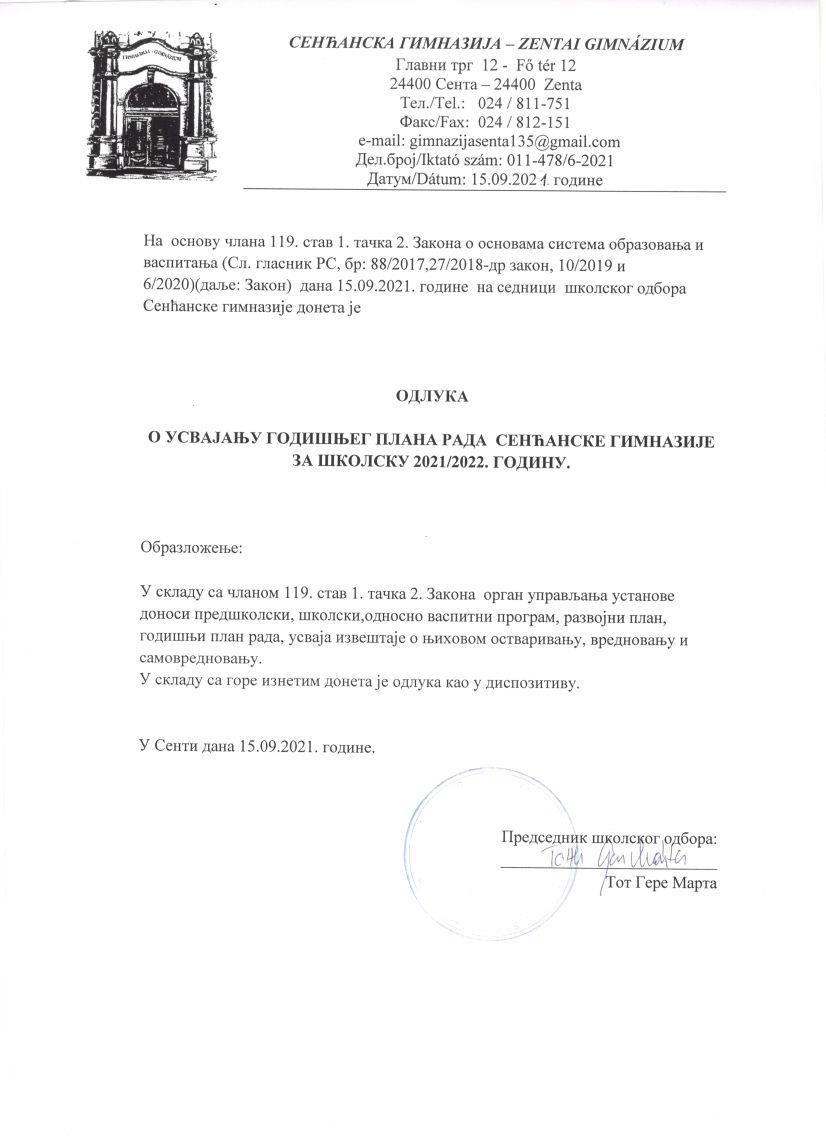 ГИМНАЗИЈА - GIMNÁZIUM
СЕНЋАНСКА ГИМНАЗИЈА – ZENTAI GIMNÁZIUM
Главни трг 12 - Fő tér 12
24400 Сента – 24400 Zenta
Тел./Tel.: 024 / 811-751
Факс/Fax: 024 / 812-151
e-mail: gimnazijasenta135@gmail.com
Дел.број/Iktató szám: 011-478/6-2021
Датум/Dátum: 15.09.2021. године
На основу члана 119. став 1. тачка 2. Закона о основама система образовања и
васпитања (Сл. гласник РС, бр: 88/2017,27/2018-др закон, 10/2019 и
6/2020)(даље: Закон) дана 15.09.2021. године на седници школског одбора
Сенћанске гимназије донета је
ОДЛУКА
О УСВАЈАЊУ ГОДИШЊЕГ ПЛАНА РАДА СЕНЋАНСКЕ ГИМНАЗИЈЕ
ЗА ШКОЛСКУ 2021/2022. ГОДИНУ.
Образложење:
У складу са чланом 119. став 1. тачка 2. Закона орган управљања установе
доноси предшколски, школски,односно васпитни програм, развојни план,
годишњи план рада, усваја извештаје о њиховом остваривању, вредновању и
самовредновању.
У складу са горе изнетим донета је одлука као у диспозитиву.
У Сенти дана 15.09.2021. године.
Председник школског одбора:
Тот Гере Марта